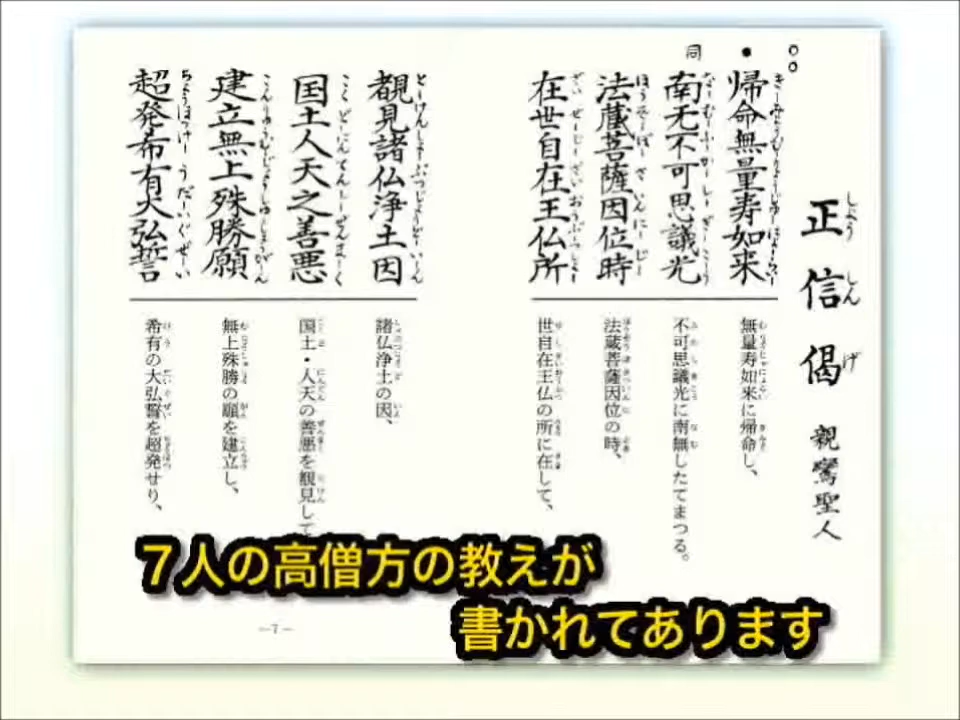 正信偈 親鸞聖人
同
帰命無量寿如来
南无不可思議光
法蔵菩薩因位時
在世自在王仏所
覩見諸仏浄土因
国土人天之善悪
建立無上殊勝願
超発希有大弘誓
無量寿如来に帰命し、
不可思議光に南無したてまつる。
法蔵菩薩因位の時、
世自在王仏の所に在して、
諸仏浄土の因、
国土・人天の善悪を覩見して
無上殊勝の願を建立し、
希有の大弘誓を超発せり、
7人の高僧方の教えが
書かれてあります
—7—